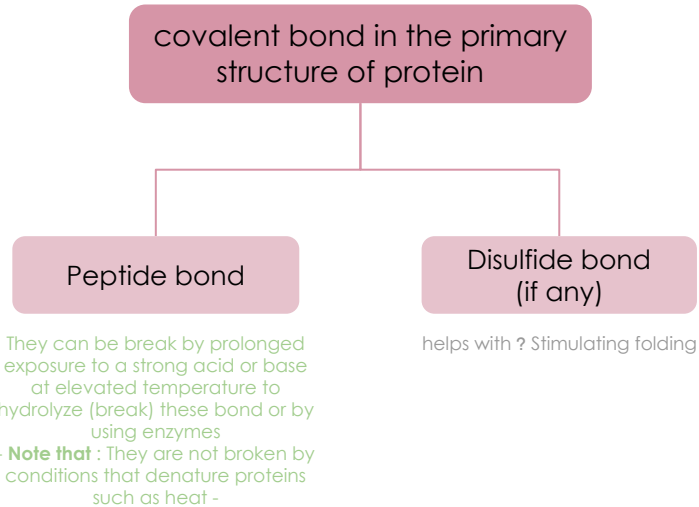 covalent bond in the primary
structure of protein
Peptide bond
Disulfide bond
(if any)
They can be break by prolonged
exposure to a strong acid or base
at elevated temperature to
hydrolyze (break) these bond or by
using enzymes
- Note that : They are not broken by
conditions that denature proteins
such as heat -
helps with ? Stimulating folding